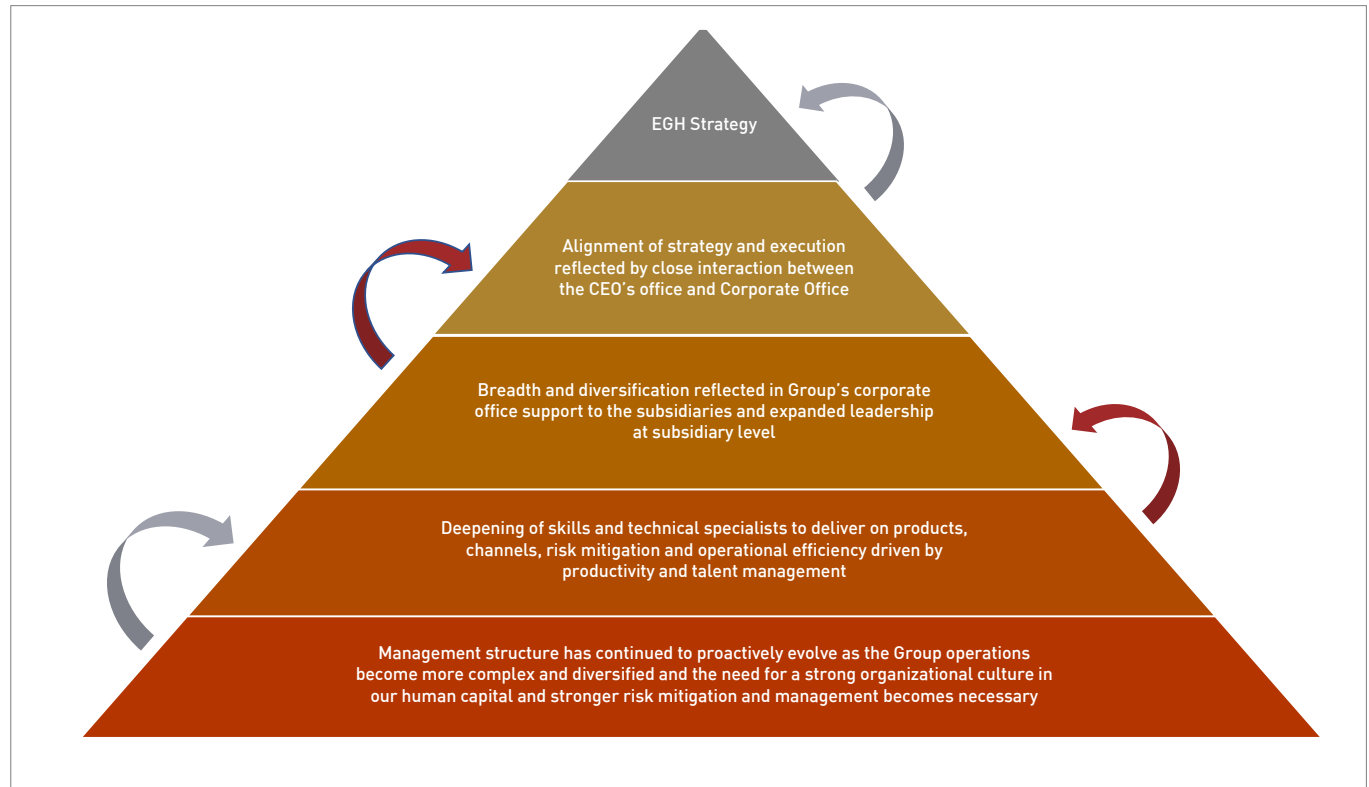 EGH Strategy
Alignment of strategy and execution
reflected by close interaction between
the CEO's office and Corporate Office
Breadth and diversification reflected in Group's corporate
office support to the subsidiaries and expanded leadership
at subsidiary level
Deepening of skills and technical specialists to deliver on products,
channels, risk mitigation and operational efficiency driven by
productivity and talent management
Management structure has continued to proactively evolve as the Group operations
become more complex and diversified and the need for a strong organizational culture in
our human capital and stronger risk mitigation and management becomes necessary